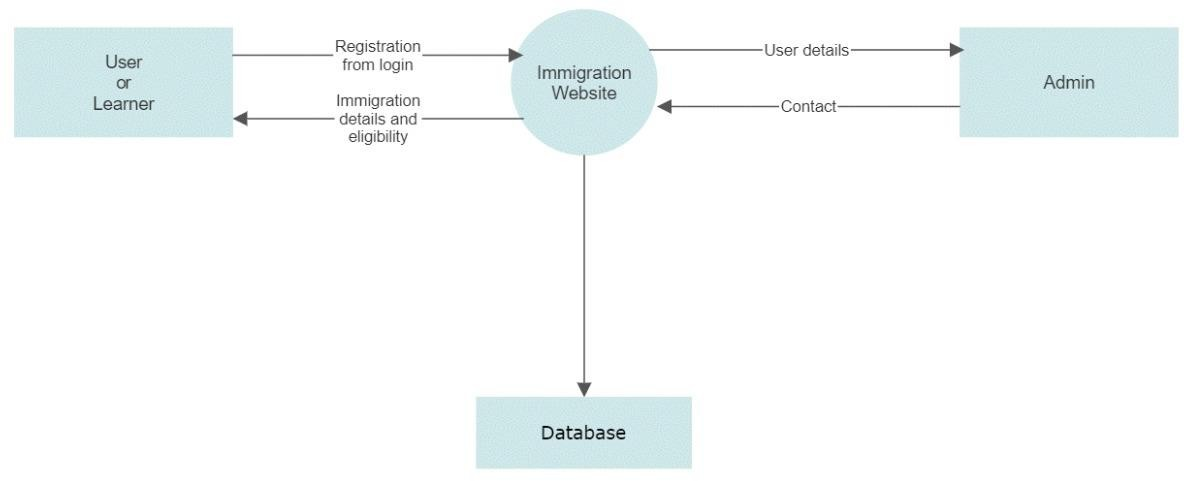 User
or
Learner
Registration
from login
Immigration
details and
eligibility
Immigration
Website
User details
Contact
Admin
Database